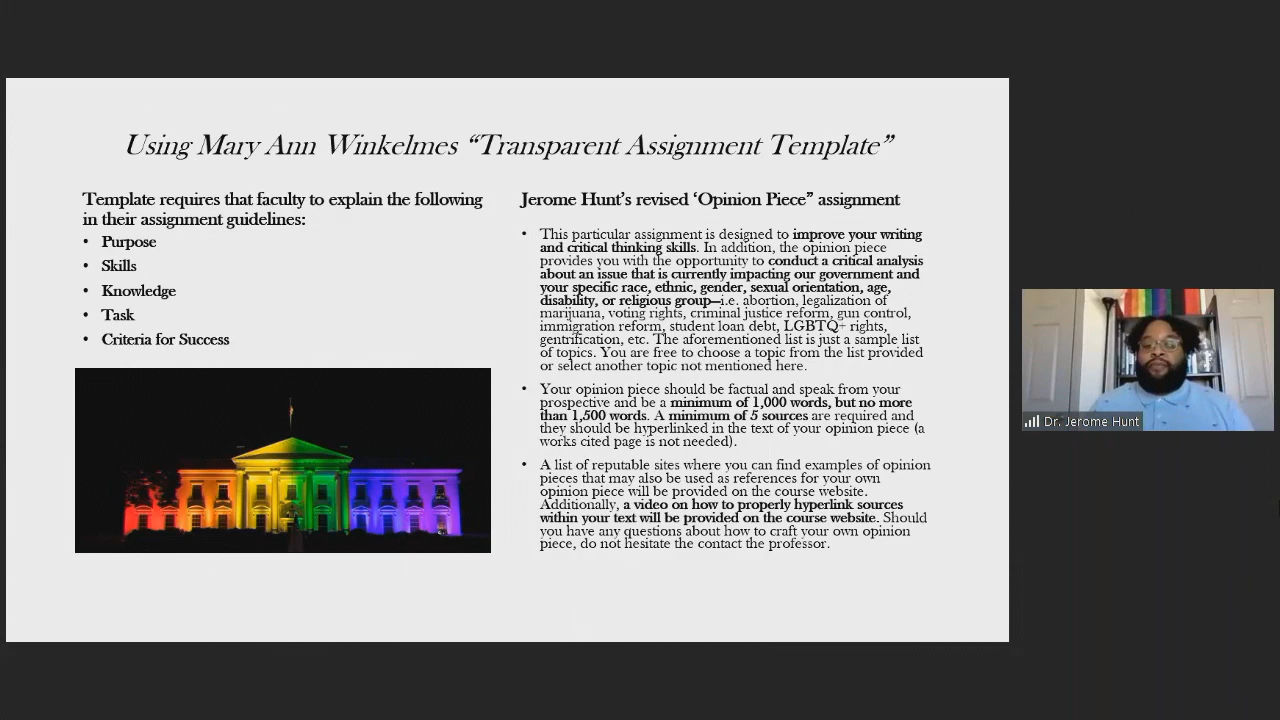 Using Mary Ann Winkelmes “Transparent Assignment Template”
Template requires that faculty to explain the following
in their assignment guidelines:
• Purpose
• Skills
• Knowledge
• Task
• Criteria for Success
Jerome Hunt’s revised ‘Opinion Piece” assignment
• This particular assignment is designed to improve your writing
and critical thinking skills. In addition, the opinion piece
provides you with the opportunity to conduct a critical analysis
about an issue that is currently impacting our government and
your specific race, ethnic, gender, sexual orientation, age,
disability, or religious group—i.e. abortion, legalization of
marijuana, voting rights, criminal justice reform, gun control,
immigration reform, student loan debt, LGBTQ+ rights,
gentrification, etc. The aforementioned list is just a sample list
of topics. You are free to choose a topic from the list provided
or select another topic not mentioned here.
• Your opinion piece should be factual and speak from your
prospective and be a minimum of 1,000 words, but no more
than 1,500 words. A minimum of 5 sources are required and
they should be hyperlinked in the text of your opinion piece (a
works cited page is not needed).
• A list of reputable sites where you can find examples of opinion
pieces that may also be used as references for your own
opinion piece will be provided on the course website.
Additionally, a video on how to properly hyperlink sources
within your text will be provided on the course website. Should
you have any questions about how to craft your own opinion
piece, do not hesitate the contact the professor.
Dr. Jerome Hunt